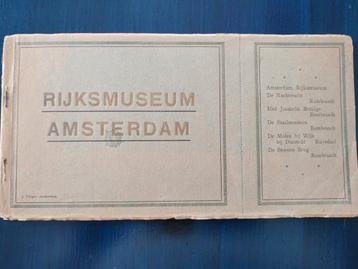 RIJKSMUSEUM
AMSTERDAM
Amsterdam, Rijksmuseum
De Nachtwacht
Rembrandt
Het Joodsche Bruidje
Rembrandt
De Staalmeesters
Rembrandt
De Molen bij Wijk
bij Duurstede Ruysdael
De Steenen Brug
Rembrandt